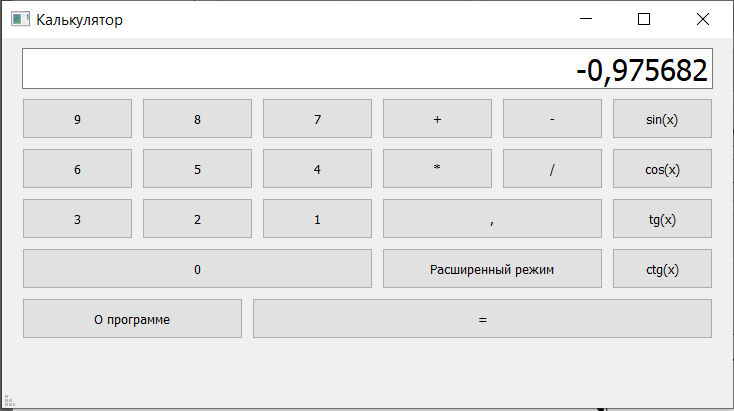 Калькулятор
-0,975682
9 8 7 + - sin(x)
6 5 4 * / cos(x)
3 2 1 , tg(x)
0 Расширенный режим ctg(x)
О программе =